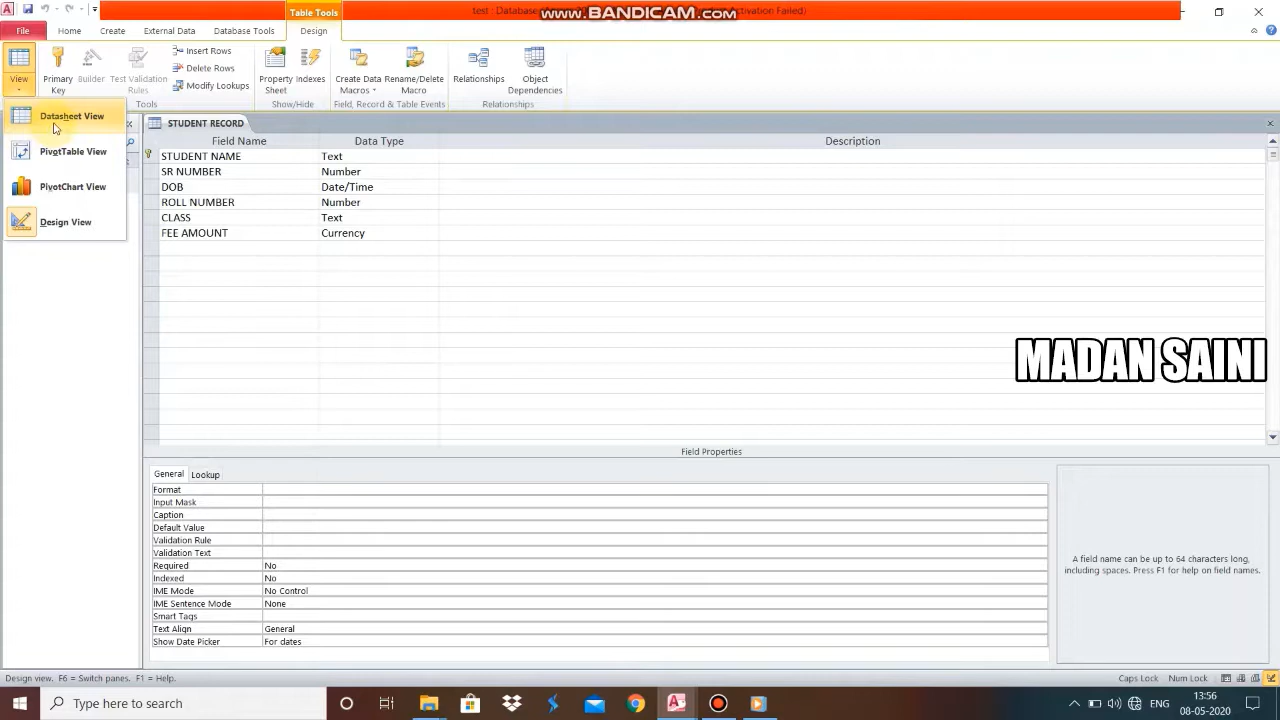 Table Tools
test : Database
www.BANDICAM.com
Activation Failed)
File
Home
Create
External Data
Database Tools
Design
View
Primary
Key
Builder
Test Validation
Rules
Insert Rows
Delete Rows
Modify Lookups
Tools
Property
Sheet
Indexes
Show/Hide
Create Data
Macros
Rename/Delete
Macro
Field, Record & Table Events
Relationships
Object
Dependencies
Relationships
Datasheet View
PivotTable View
PivotChart View
Design View
STUDENT RECORD
Field Name Data Type Description
STUDENT NAME Text
SR NUMBER Number
DOB Date/Time
ROLL NUMBER Number
CLASS Text
FEE AMOUNT Currency
MADAN SAINI
Field Properties
General Lookup
Format
Input Mask
Caption
Default Value
Validation Rule
Validation Text
Required No
Indexed No
IME Mode No Control
IME Sentence Mode None
Smart Tags
Text Align General
Show Date Picker For dates
A field name can be up to 64 characters long,
including spaces. Press F1 for help on field names.
Design view. F6 = Switch panes. F1 = Help.
Caps Lock
Num Lock
Type here to search
ENG
13:56
08-05-2020